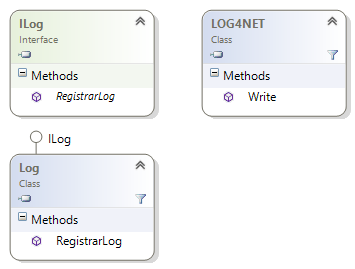 ILog
Interface
Methods
RegistrarLog
LOG4NET
Class
Methods
Write
ILog
Log
Class
Methods
RegistrarLog